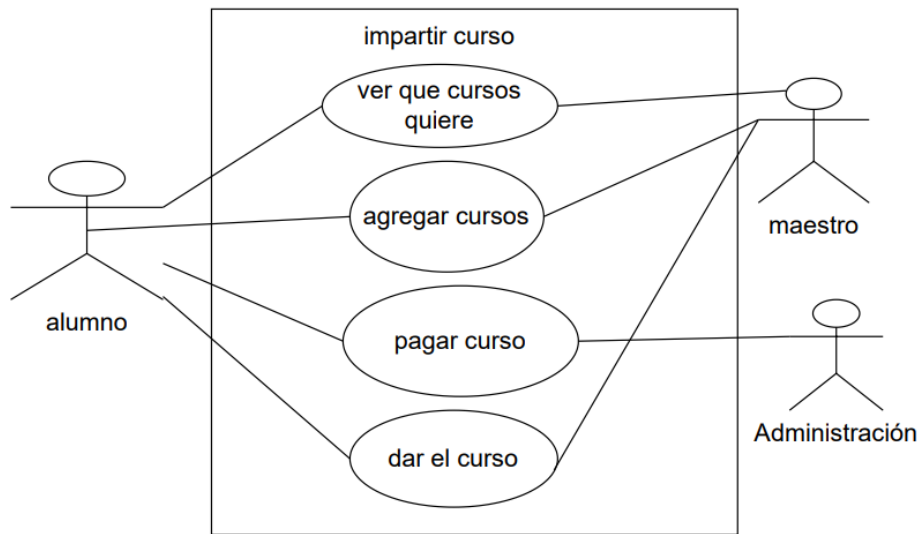 impartir curso
ver que cursos
quiere
agregar cursos
maestro
alumno
pagar curso
Administración
dar el curso